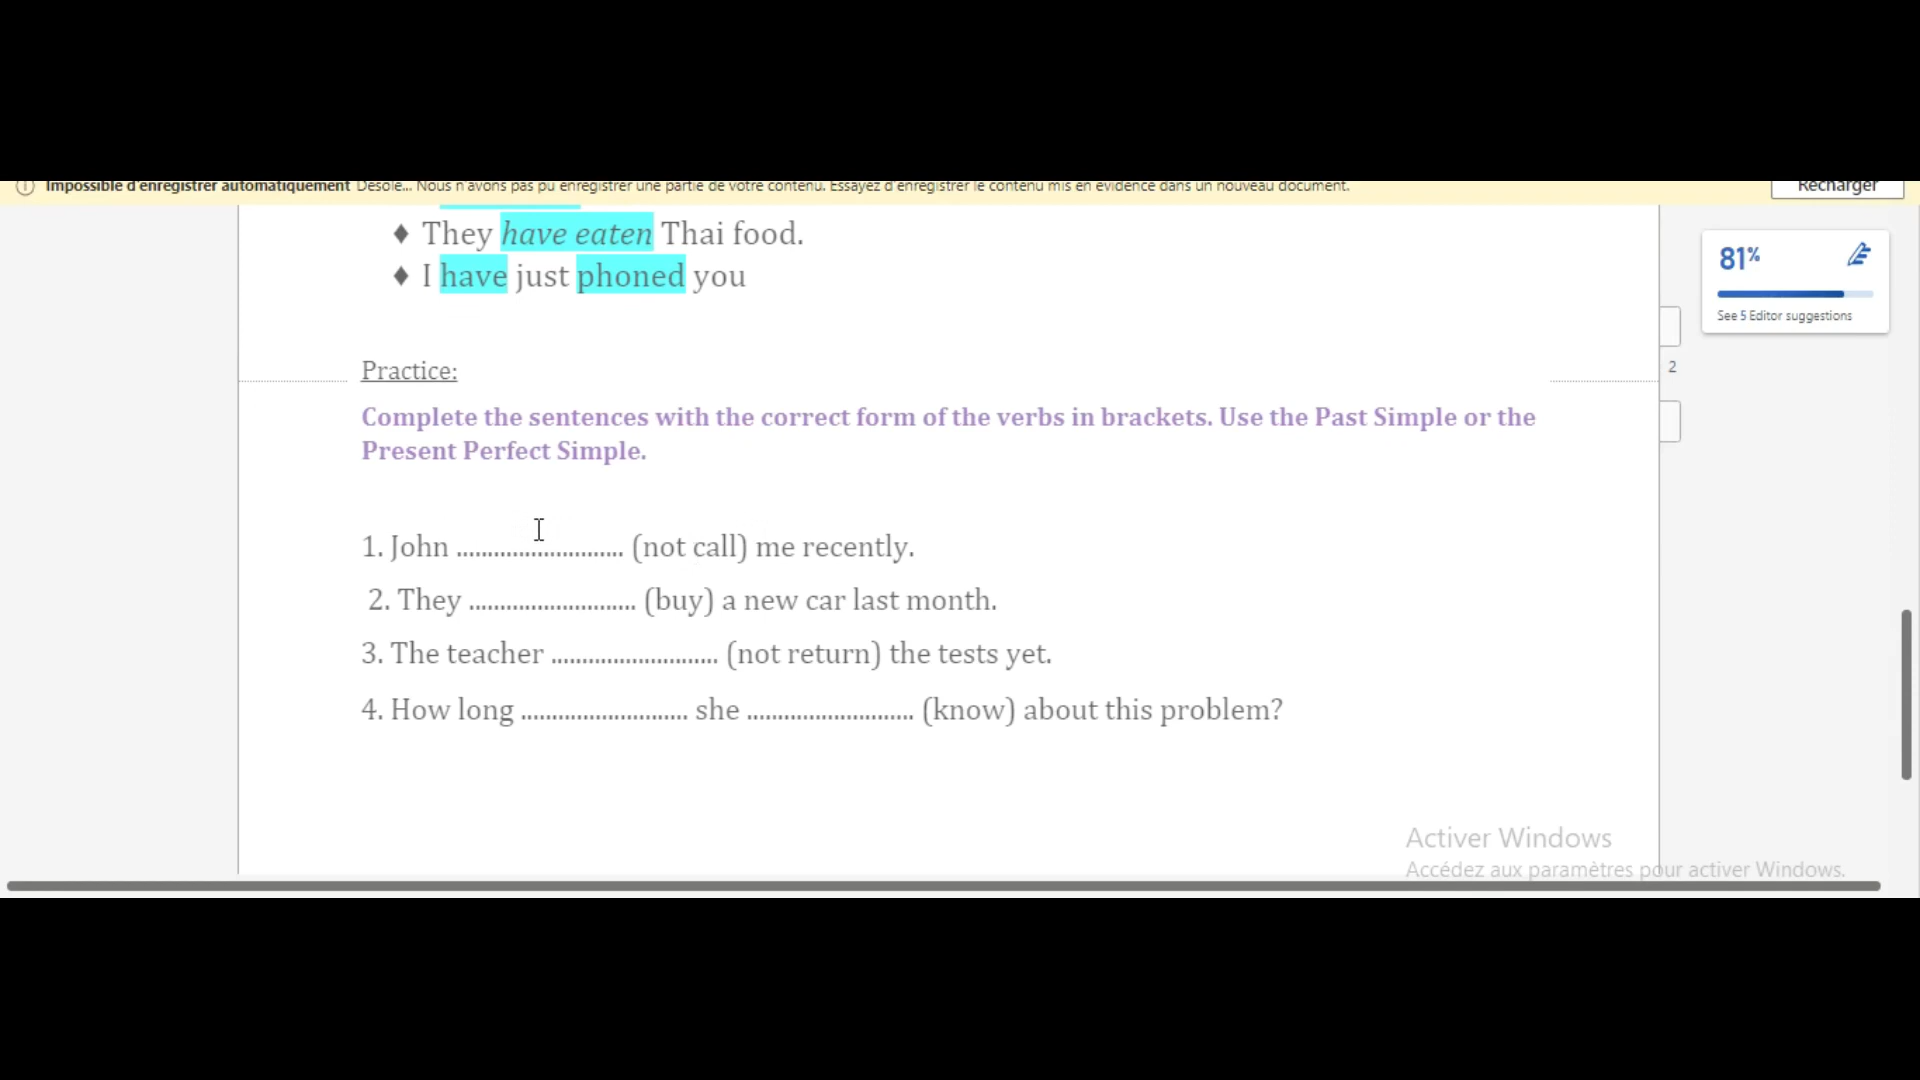 Impossible d'enregistrer automatiquement Désolé... Nous n'avons pas pu enregistrer une partie de votre contenu. Essayez d'enregistrer le contenu mis en évidence dans un nouveau document. Recharger
♦ They have eaten Thai food.
♦ I have just phoned you
81%
See 5 Editor suggestions
2
Practice:
Complete the sentences with the correct form of the verbs in brackets. Use the Past Simple or the
Present Perfect Simple.
1. John ........................... (not call) me recently.
2. They ........................... (buy) a new car last month.
3. The teacher ........................... (not return) the tests yet.
4. How long ........................... she ........................... (know) about this problem?
Activer Windows
Accédez aux paramètres pour activer Windows.